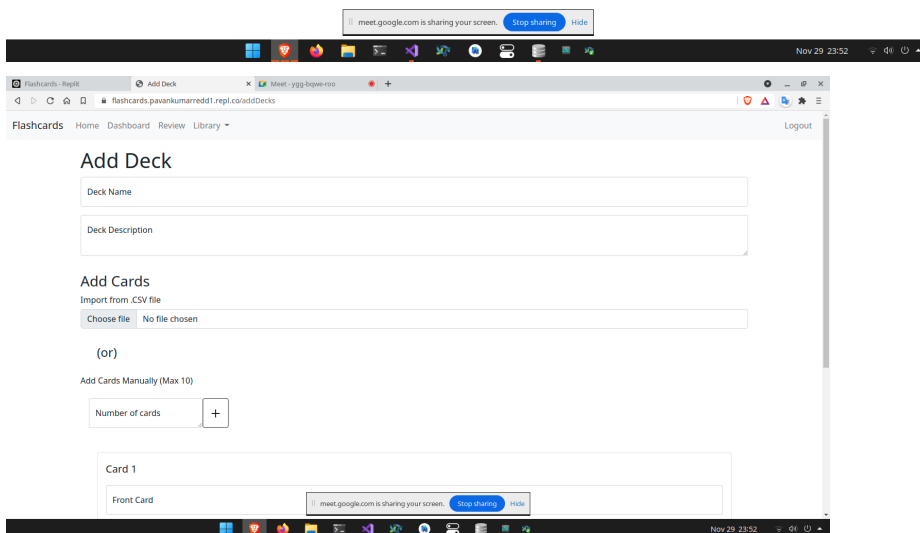 meet.google.com is sharing your screen. Stop sharing Hide
Nov 29 23:52
Flashcards - Replit Add Deck Meet - ygg-bqwe-roo
flashcards.pavankumarredd1.repl.co/addDecks
Flashcards Home Dashboard Review Library Logout
Add Deck
Deck Name
Deck Description
Add Cards
Import from .CSV file
Choose file No file chosen
(or)
Add Cards Manually (Max 10)
Number of cards +
Card 1
Front Card
meet.google.com is sharing your screen. Stop sharing Hide
Nov 29 23:52